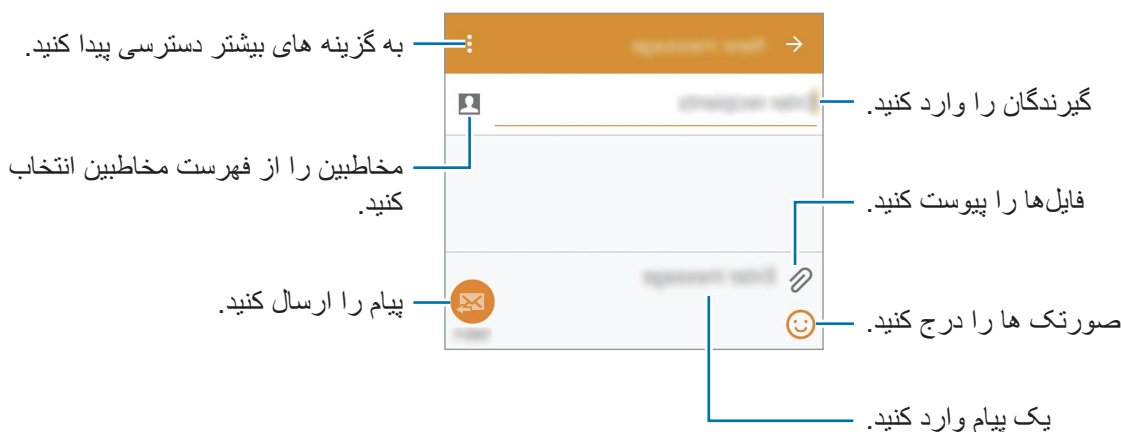 به گزینه های بیشتر دسترسی پیدا کنید.
گیرندگان را وارد کنید.
مخاطبین را از فهرست مخاطبین انتخاب
کنید.
فایل‌ها را پیوست کنید.
پیام را ارسال کنید.
صورتک ها را درج کنید.
یک پیام وارد کنید.